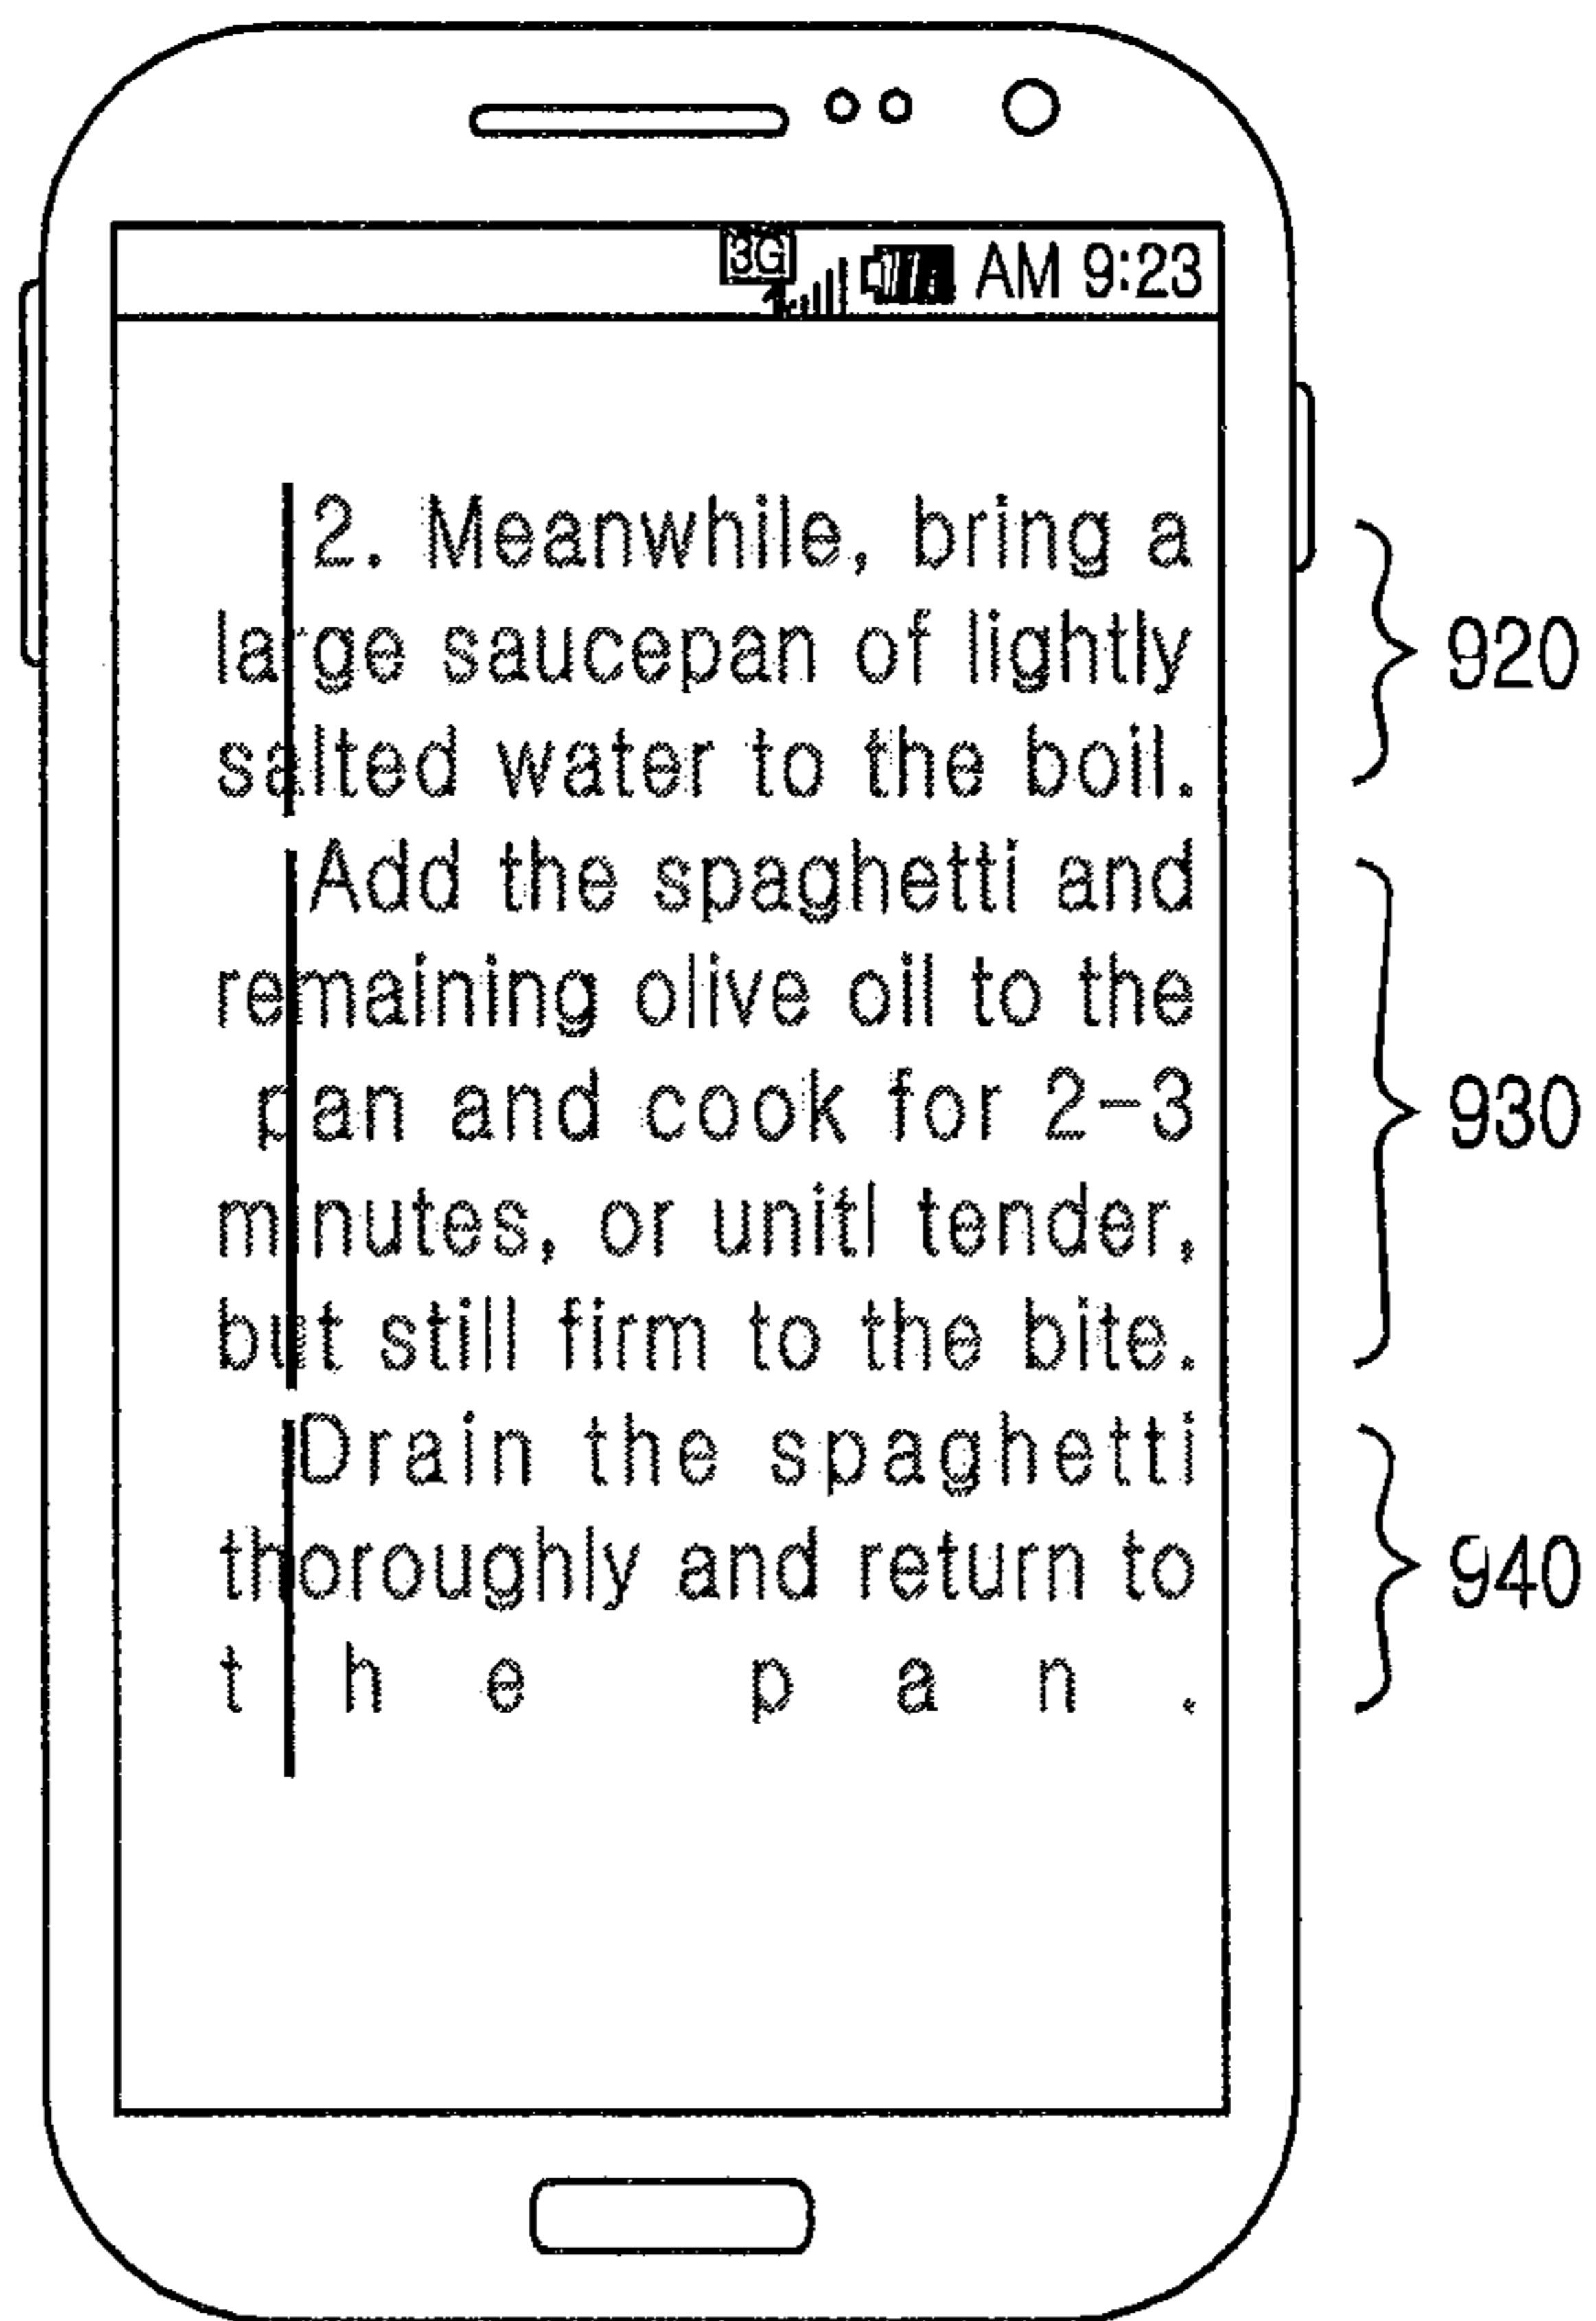 3G AM 9:23
2. Meanwhile, bring a
large saucepan of lightly
salted water to the boil.
920
Add the spaghetti and
remaining olive oil to the
pan and cook for 2-3
minutes, or unitl tender,
but still firm to the bite.
930
Drain the spaghetti
thoroughly and return to
the pan.
940